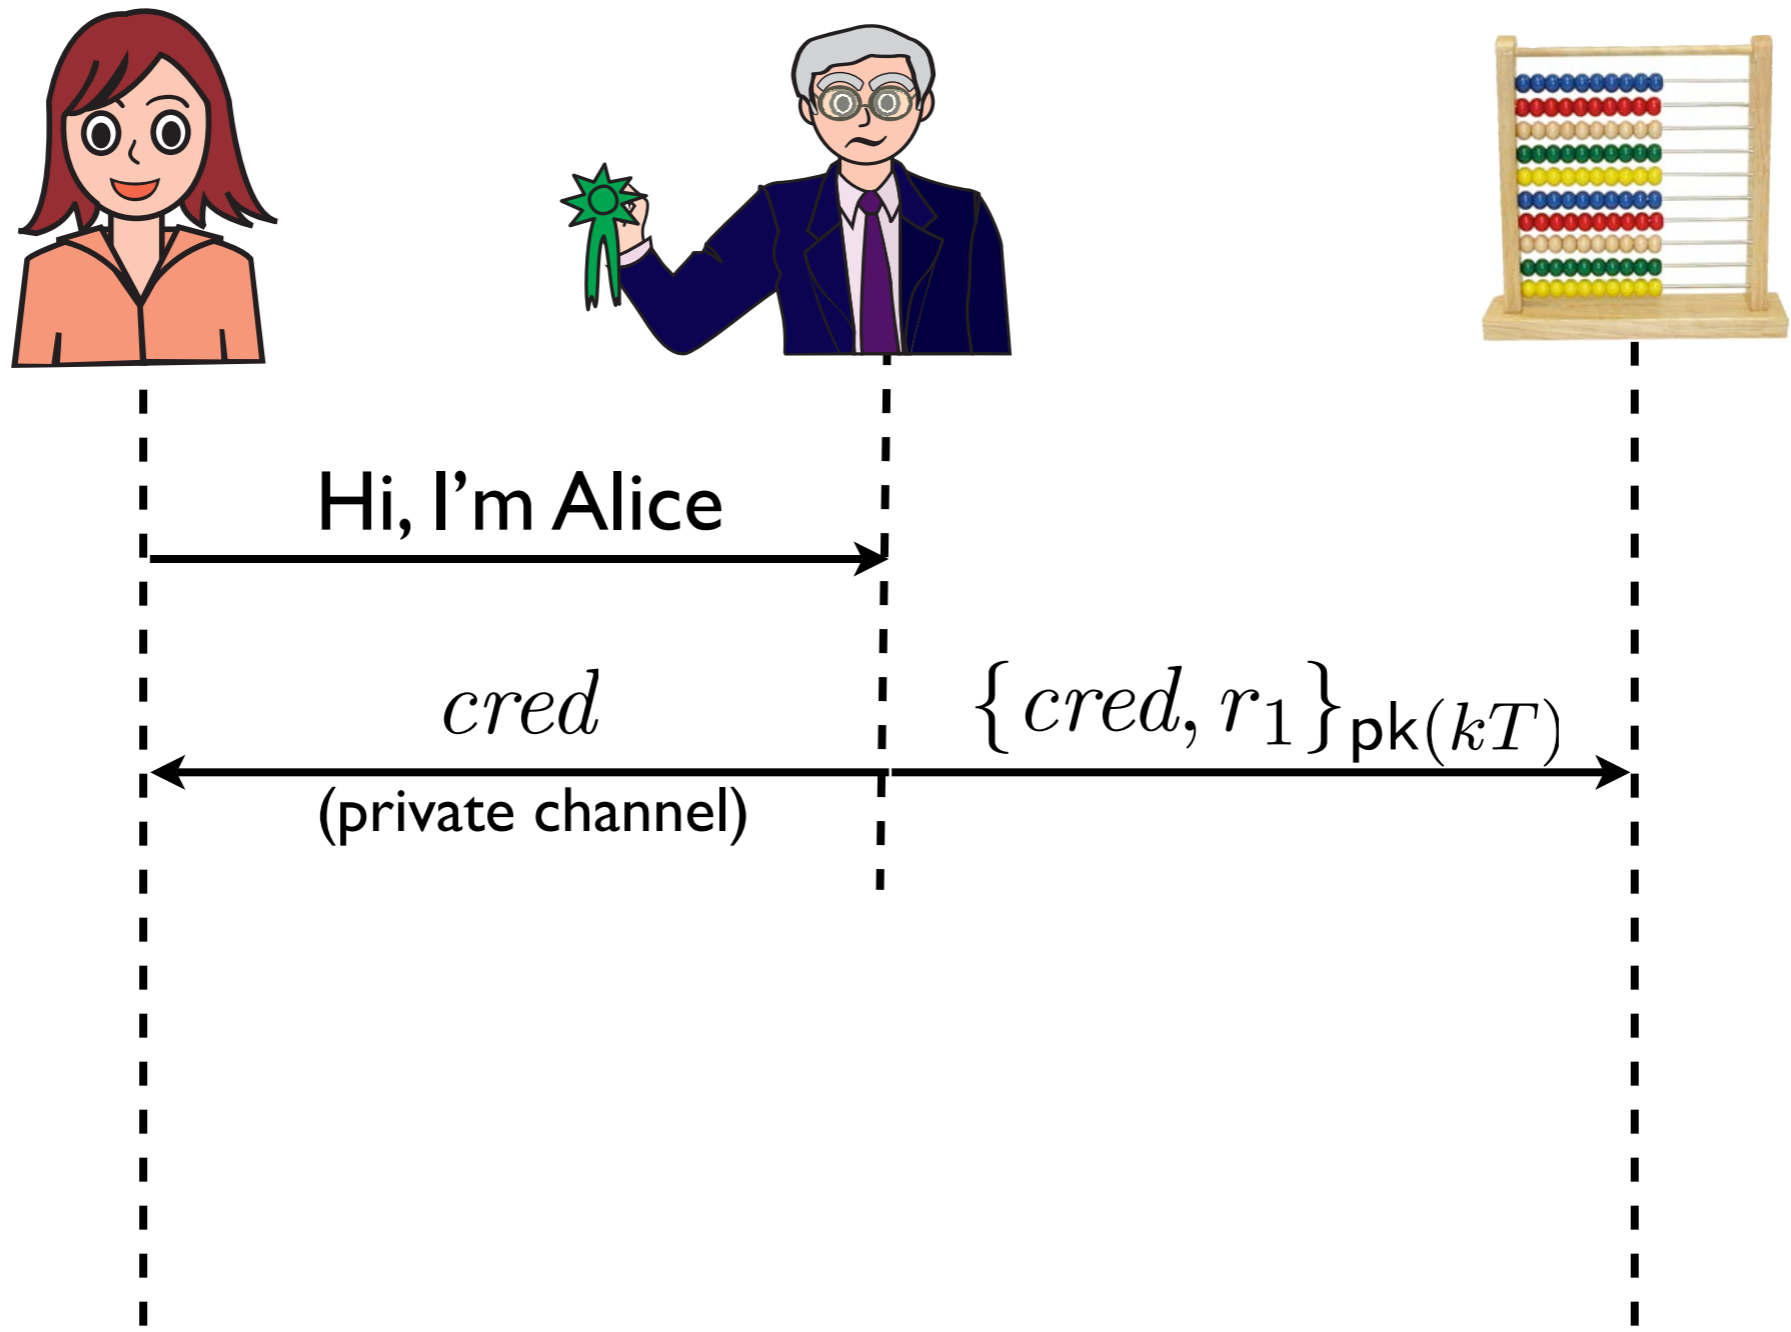 Hi, I’m Alice
cred
{cred, r₁}pk(kT)
(private channel)